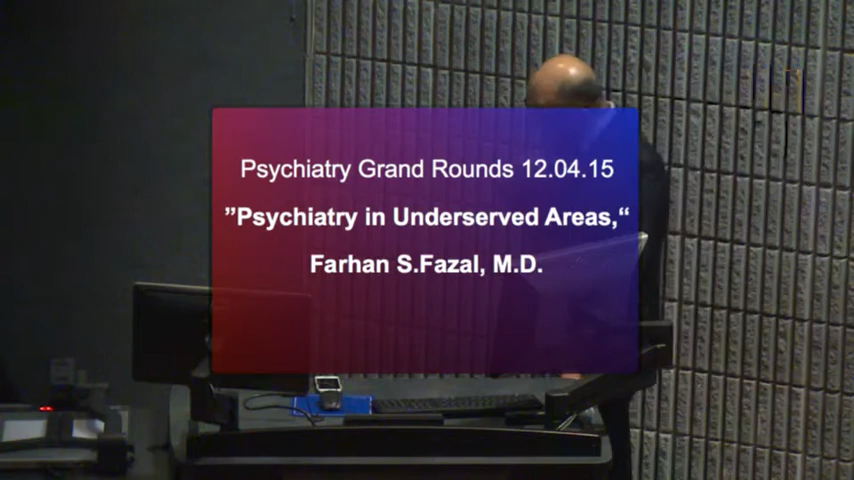 Psychiatry Grand Rounds 12.04.15
”Psychiatry in Underserved Areas,“
Farhan S.Fazal, M.D.